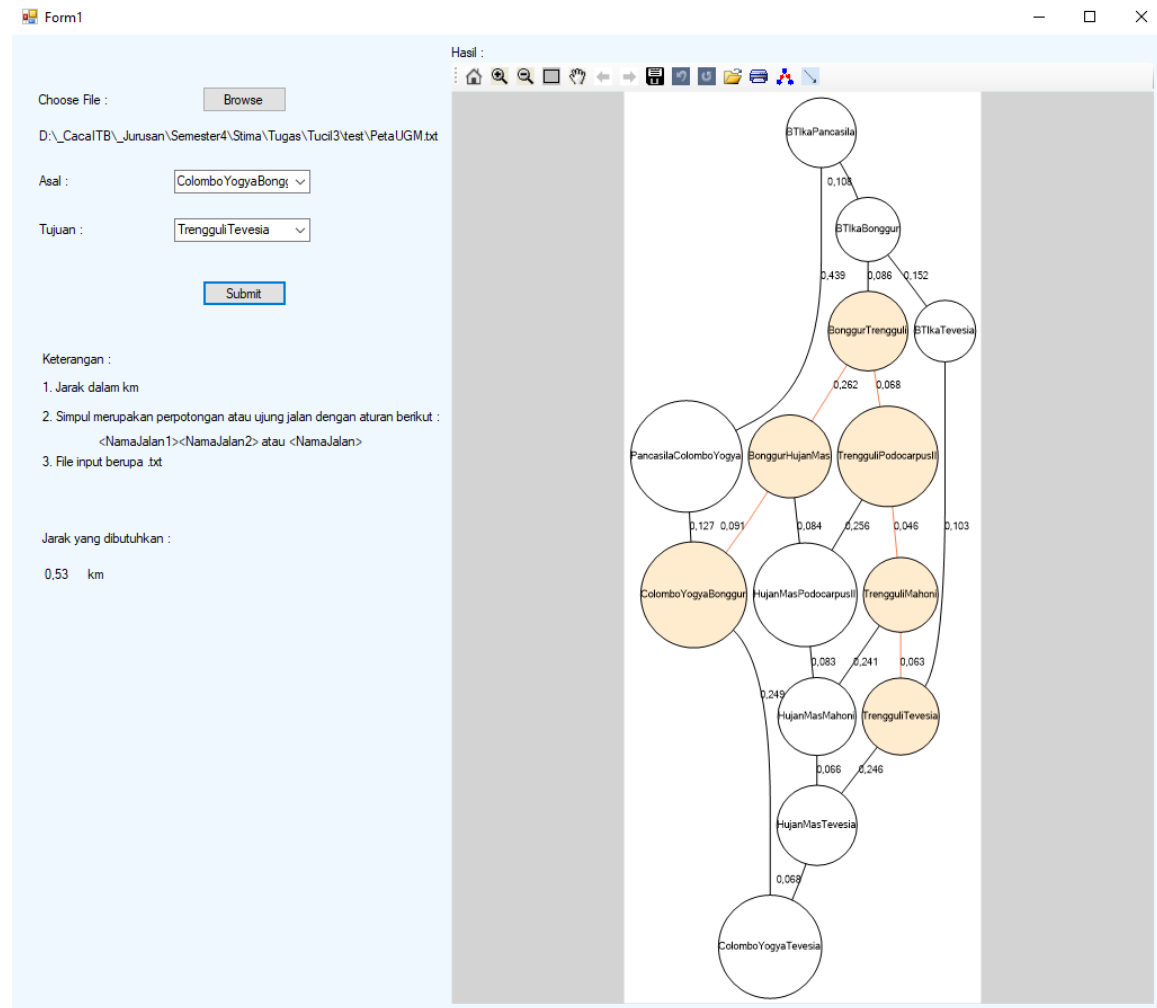 Form1
Hasil :
Choose File :
Browse
D:\_CacaITB\_Jurusan\Semester4\Stima\Tugas\Tucil3\test\PetaUGM.txt
Asal :
ColomboYogyaBongg
Tujuan :
TrengguliTevesia
Submit
Keterangan :
1. Jarak dalam km
2. Simpul merupakan perpotongan atau ujung jalan dengan aturan berikut :
<NamaJalan1><NamaJalan2> atau <NamaJalan>
3. File input berupa .txt
Jarak yang dibutuhkan :
0,53 km
BTIkaPancasila
0,108
BTIkaBonggur
0,439 0,086 0,152
BonggurTrengguli BTIkaTevesia
0,262 0,068
PancasilaColomboYogya BonggurHujanMas TrengguliPodocarpusII
0,127 0,091 0,084 0,256 0,046 0,103
ColomboYogyaBonggur HujanMasPodocarpusII TrengguliMahoni
0,083 0,241 0,063
0,249
HujanMasMahoni TrengguliTevesia
0,066 0,246
HujanMasTevesia
0,068
ColomboYogyaTevesia